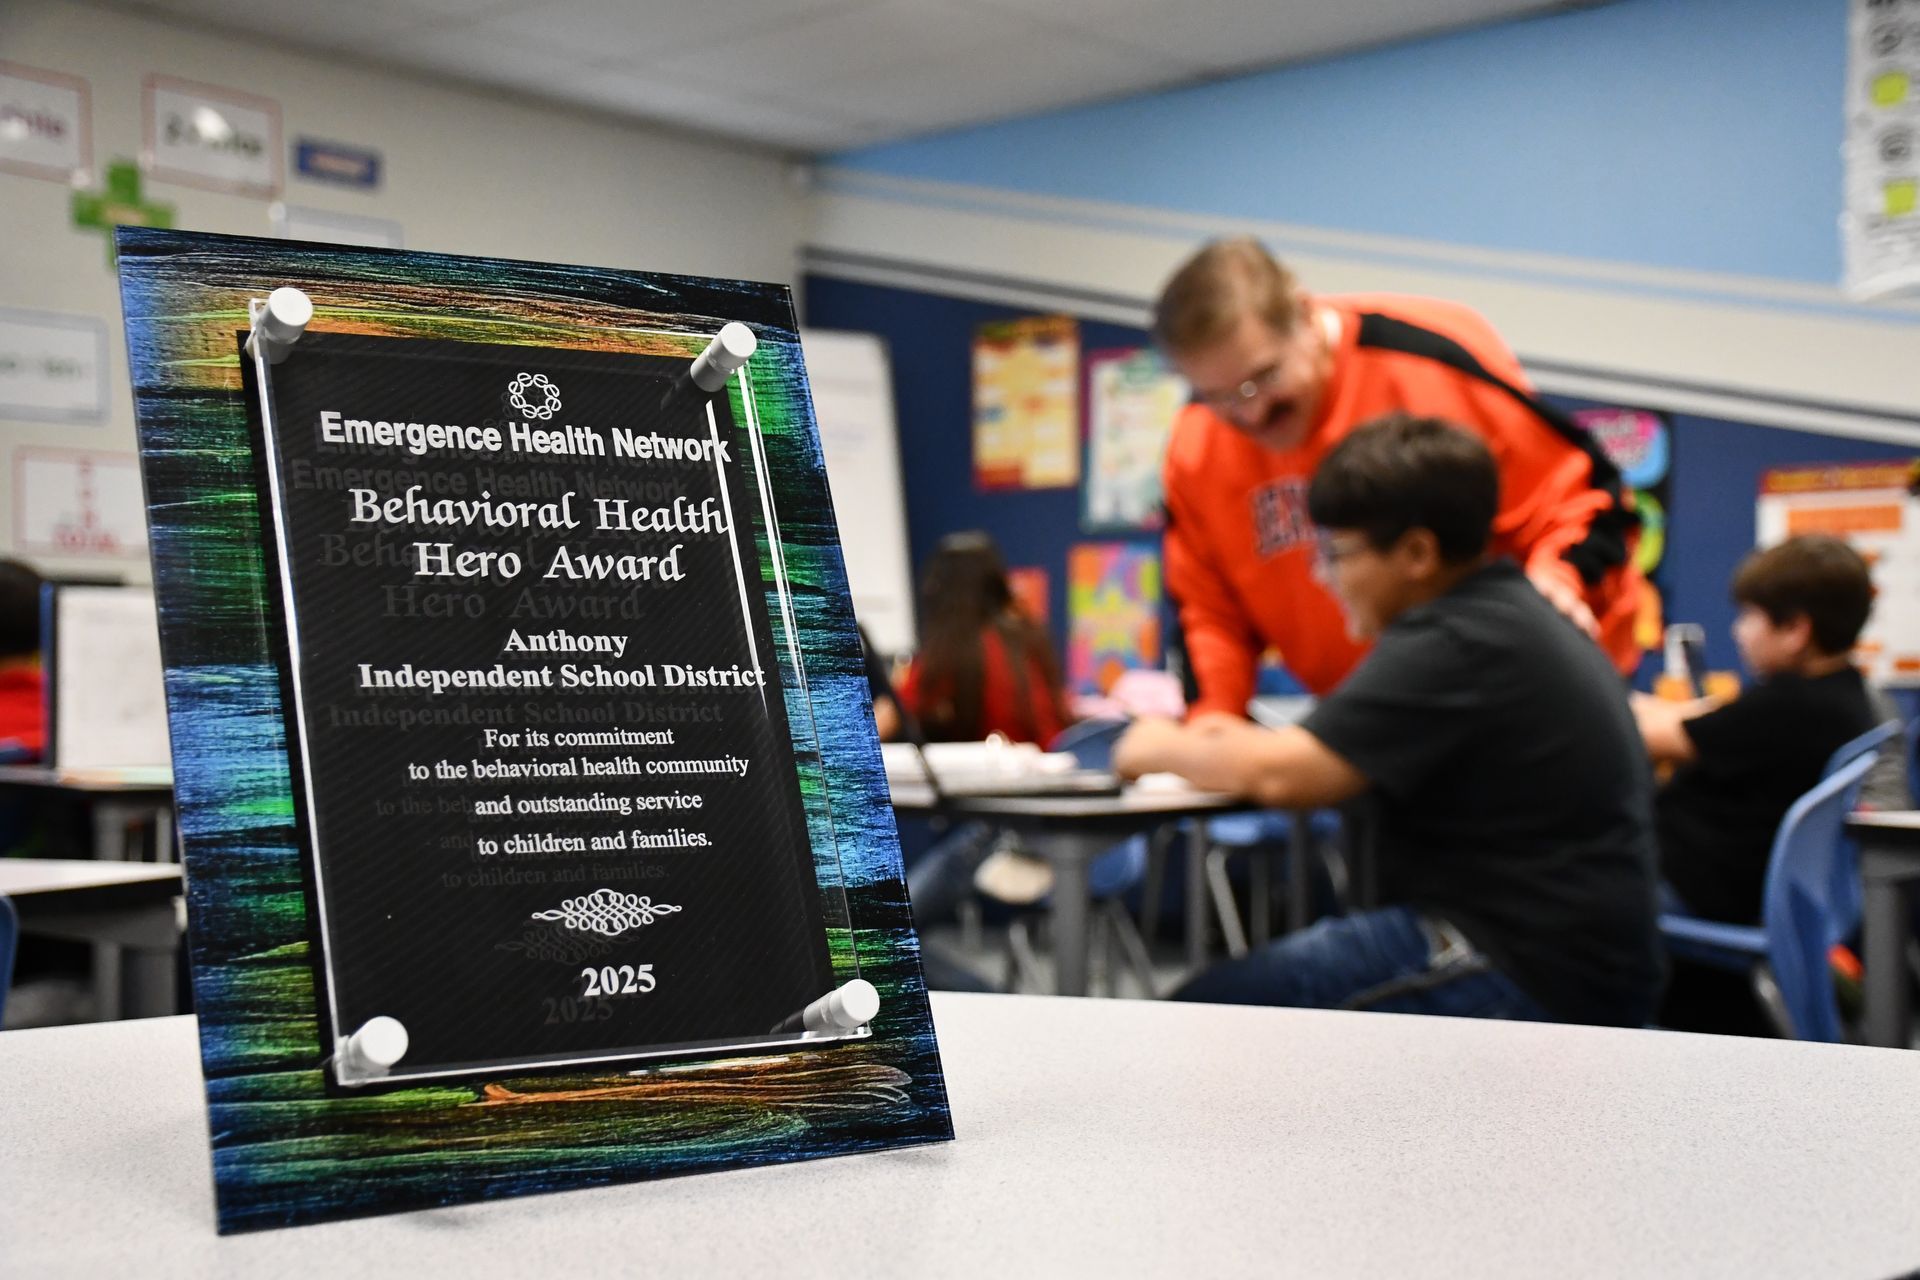 Emergence Health Network
Behavioral Health
Hero Award
Anthony
Independent School District
For its commitment
to the behavioral health community
and outstanding service
to children and families.
2025